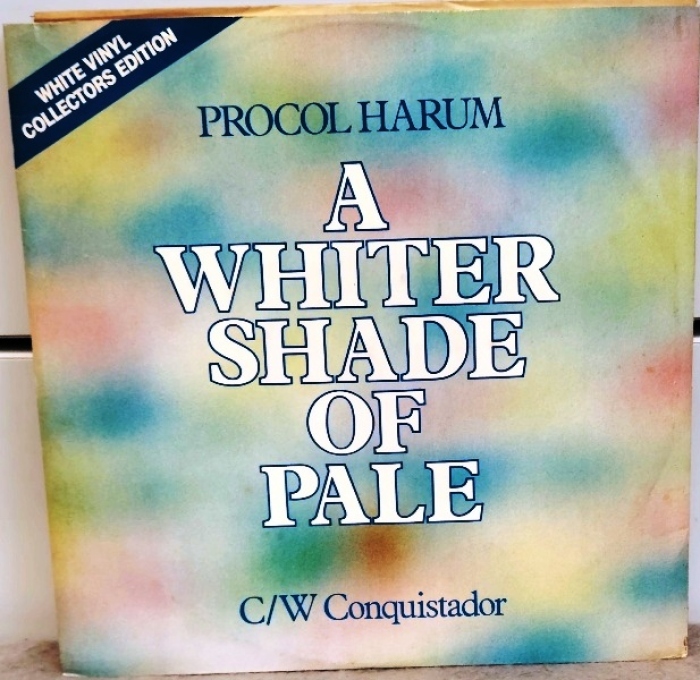 WHITE VINYL
COLLECTORS EDITION
PROCOL HARUM
A
WHITER
SHADE
OF
PALE
C/W Conquistador